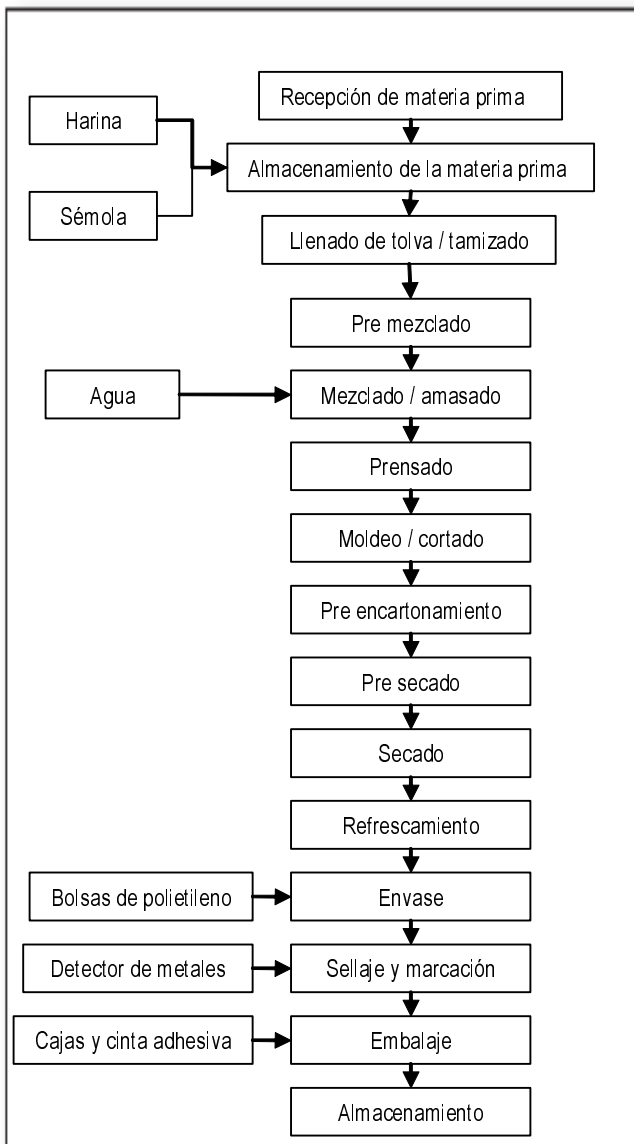 Recepción de materia prima
Harina
Almacenamiento de la materia prima
Sémola
Llenado de tolva / tamizado
Pre mezclado
Agua
Mezclado / amasado
Prensado
Moldeo / cortado
Pre encartonamiento
Pre secado
Secado
Refrescamiento
Bolsas de polietileno
Envase
Detector de metales
Sellaje y marcación
Cajas y cinta adhesiva
Embalaje
Almacenamiento